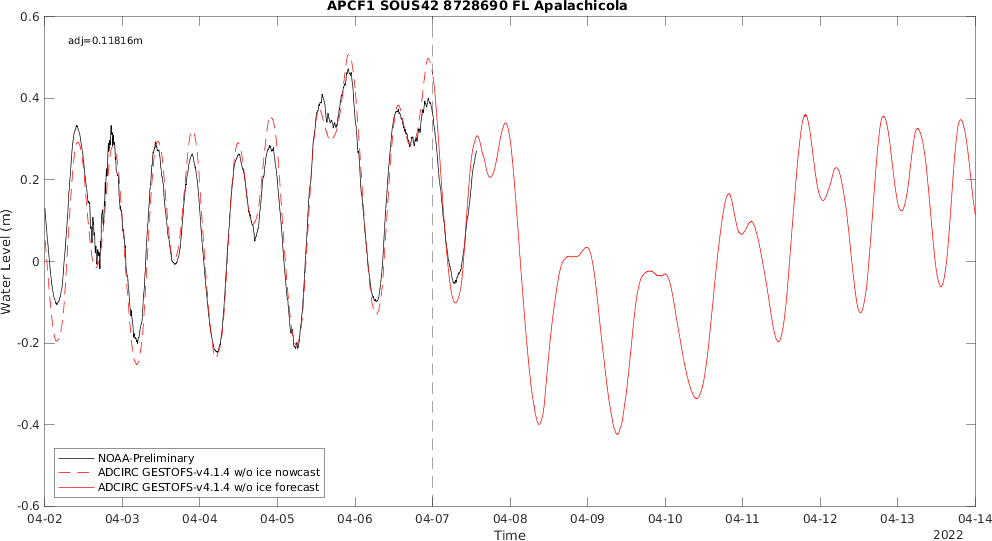 APCF1 SOUS42 8728690 FL Apalachicola
adj=0.11816m
0.6
0.4
0.2
0
-0.2
-0.4
-0.6
Water Level (m)
NOAA-Preliminary
ADCIRC GESTOFS-v4.1.4 w/o ice nowcast
ADCIRC GESTOFS-v4.1.4 w/o ice forecast
04-02 04-03 04-04 04-05 04-06 04-07 04-08 04-09 04-10 04-11 04-12 04-13 04-14
Time
2022